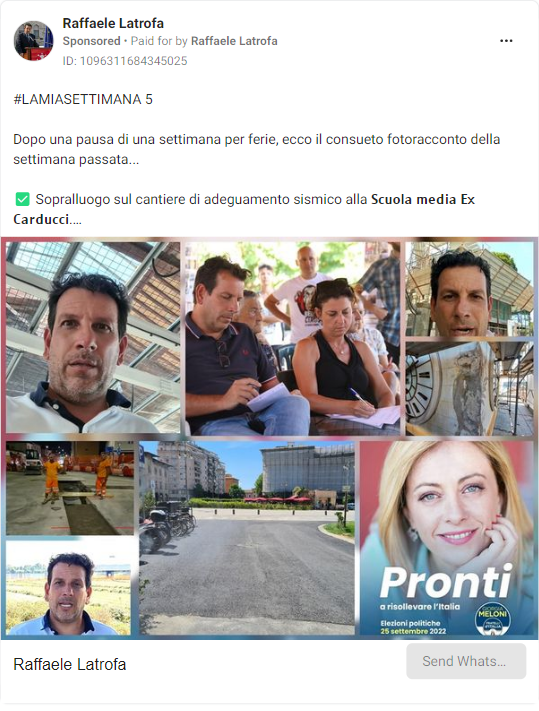 Raffaele Latrofa
Sponsored • Paid for by Raffaele Latrofa
ID: 1096311684345025
#LAMIASETTIMANA 5
Dopo una pausa di una settimana per ferie, ecco il consueto fotoracconto della
settimana passata...
✅ Sopralluogo sul cantiere di adeguamento sismico alla Scuola media Ex
Carducci....
Pronti
a risollevare l'Italia
Elezioni politiche
25 settembre 2022
GIORGIA
MELONI
FRATELLI
Raffaele Latrofa
Send Whats...